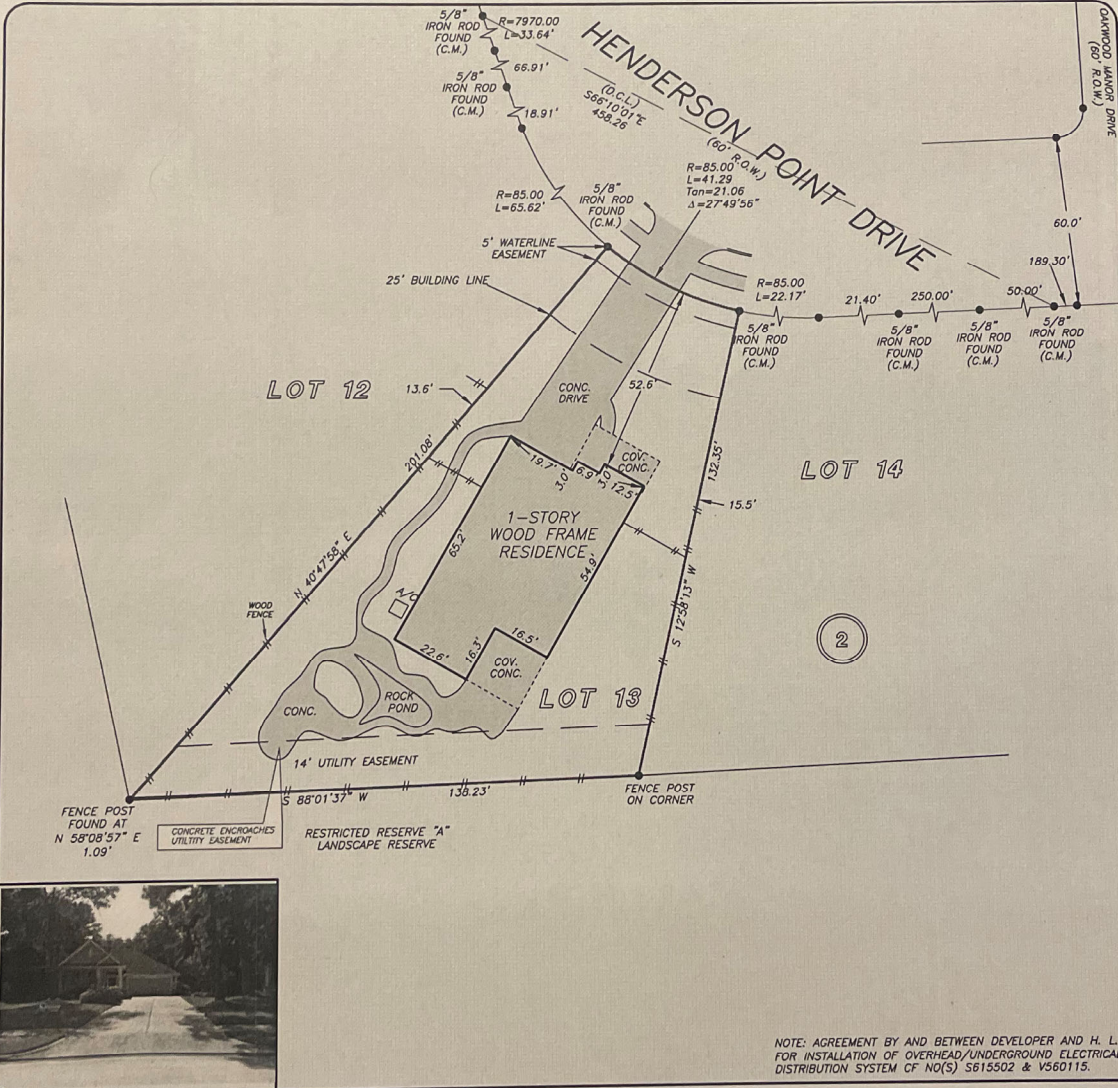 5/8"
IRON ROD
FOUND
(C.M.)
R=7970.00
L=33.64'
66.91'
5/8"
IRON ROD
FOUND
(C.M.)
18.91'
HENDERSON POINT DRIVE
(D.C.L.)
S66°10'01"E
458.26
(60' R.O.W.)
OAKWOOD MANOR DRIVE
(60' R.O.W.)
R=85.00'
L=41.29
Tan=21.06
Δ=27°49'56"
R=85.00
L=65.62'
5/8"
IRON ROD
FOUND
(C.M.)
60.0'
5' WATERLINE
EASEMENT
25' BUILDING LINE
189.30'
R=85.00
L=22.17'
21.40'
250.00'
50.00'
5/8"
IRON ROD
FOUND
(C.M.)
5/8"
IRON ROD
FOUND
(C.M.)
5/8"
IRON ROD
FOUND
(C.M.)
5/8"
IRON ROD
FOUND
(C.M.)
LOT 12
13.6'
CONC.
DRIVE
52.6'
201.08'
132.35'
LOT 14
19.7'
3.0'
16.9'
3.0'
COV.
CONC.
12.5'
15.5'
1-STORY
WOOD FRAME
RESIDENCE
65.2'
54.9'
N 40°47'58" E
S 12°58'13" W
A/C
WOOD
FENCE
2
22.6'
16.3'
16.5'
COV.
CONC.
LOT 13
CONC.
ROCK
POND
14' UTILITY EASEMENT
S 88°01'37" W
138.23'
FENCE POST
ON CORNER
FENCE POST
FOUND AT
N 58°08'57" E
1.09'
CONCRETE ENCROACHES
UTILTITY EASEMENT
RESTRICTED RESERVE "A"
LANDSCAPE RESERVE
NOTE: AGREEMENT BY AND BETWEEN DEVELOPER AND H. L.
FOR INSTALLATION OF OVERHEAD/UNDERGROUND ELECTRICAL
DISTRIBUTION SYSTEM CF NO(S) S615502 & V560115.